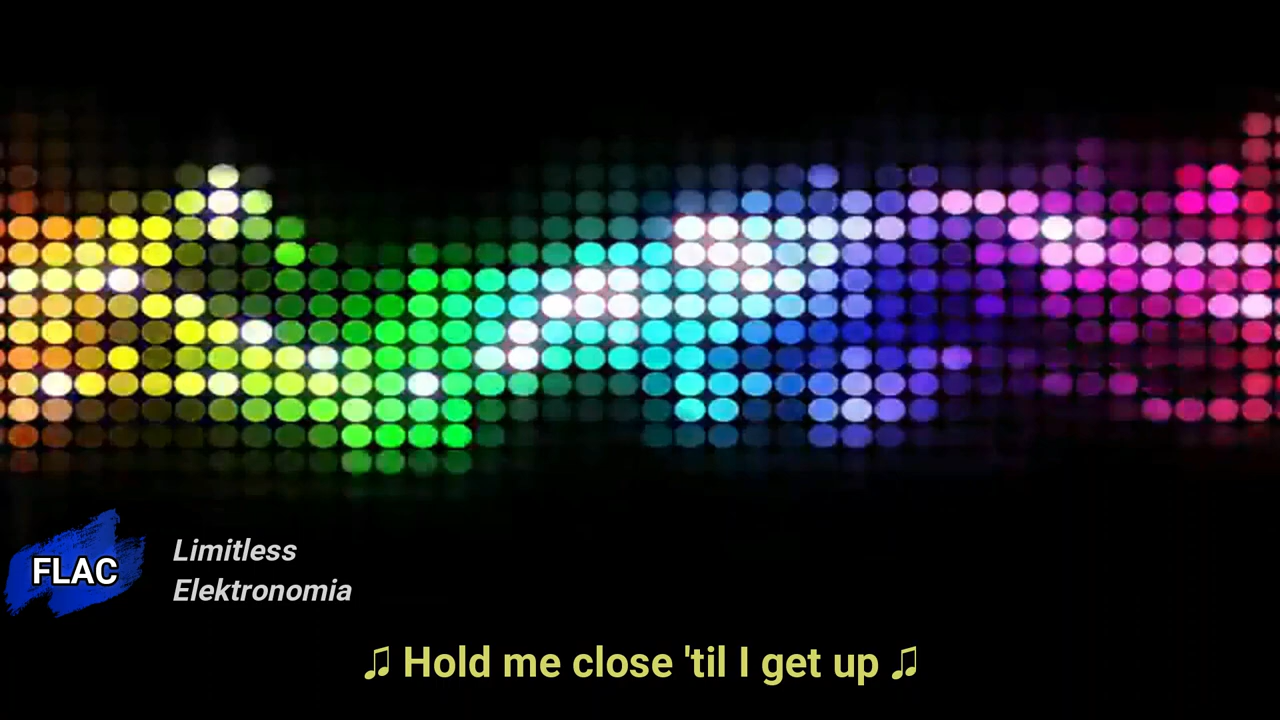 FLAC
Limitless
Elektronomia
♫ Hold me close 'til I get up ♫